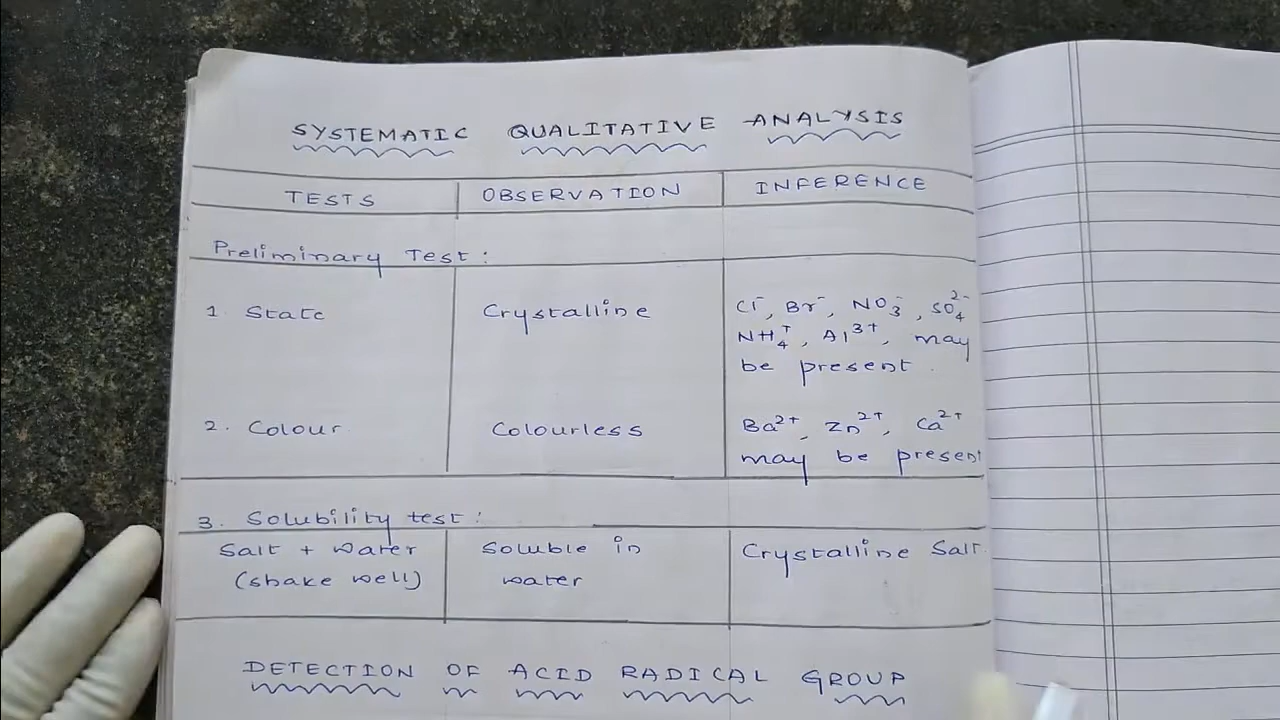 SYSTEMATIC QUALITATIVE ANALYSIS
TESTS OBSERVATION INFERENCE
Preliminary Test:
1. State Crystalline Cl⁻, Br⁻, NO₃⁻, SO₄²⁻
NH₄⁺, Al³⁺, may
be present.
2. Colour Colourless Ba²⁺, Zn²⁺, Ca²⁺
may be present
3. Solubility test:
Salt + Water Soluble in Crystalline Salt.
(shake well) water
DETECTION OF ACID RADICAL GROUP